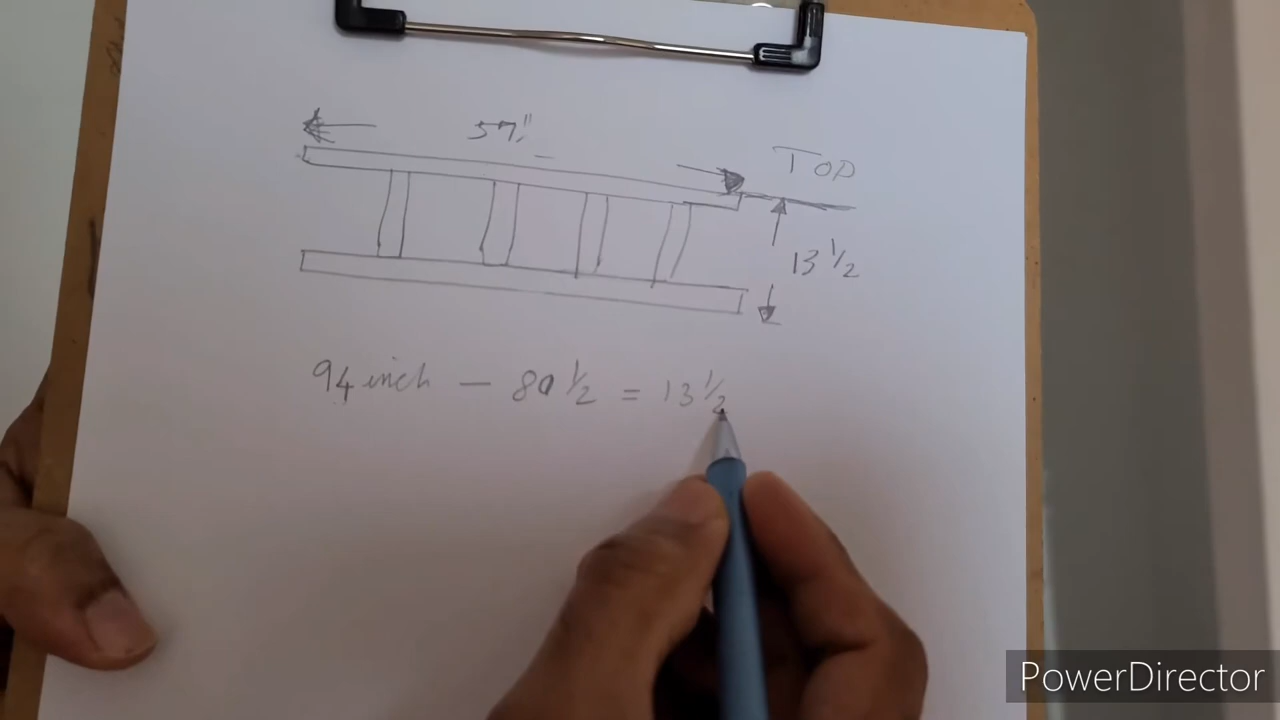 57"
TOP
13 1/2
94 inch - 80 1/2 = 13 1/2
PowerDirector